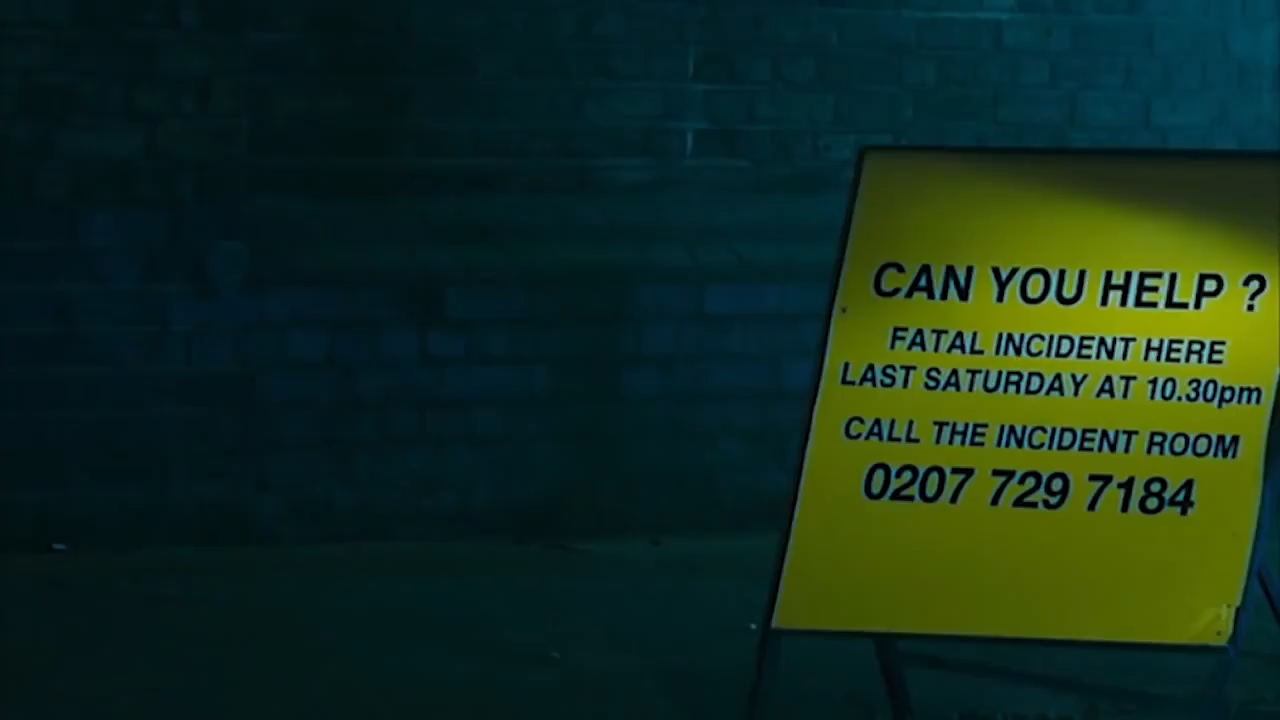 CAN YOU HELP ?
FATAL INCIDENT HERE
LAST SATURDAY AT 10.30pm
CALL THE INCIDENT ROOM
0207 729 7184